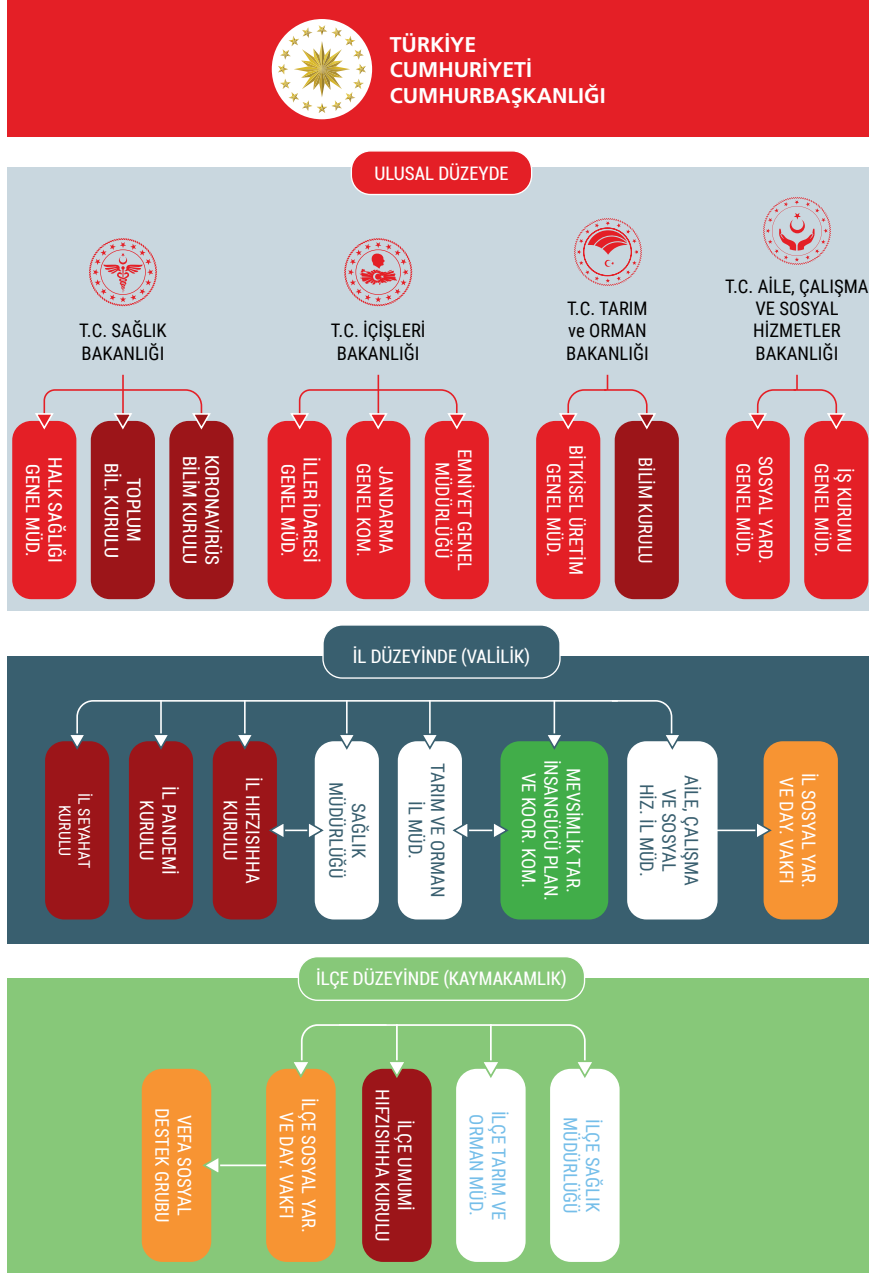 TÜRKİYE
CUMHURİYETİ
CUMHURBAŞKANLIĞI
ULUSAL DÜZEYDE
T.C. SAĞLIK
BAKANLIĞI
T.C. İÇİŞLERİ
BAKANLIĞI
T.C. TARIM
ve ORMAN
BAKANLIĞI
T.C. AİLE, ÇALIŞMA
VE SOSYAL
HİZMETLER
BAKANLIĞI
HALK SAĞLIĞI
GENEL MÜD.
TOPLUM
BİL. KURULU
KORONAVİRÜS
BİLİM KURULU
İLLER İDARESİ
GENEL MÜD.
JANDARMA
GENEL KOM.
EMNİYET GENEL
MÜDÜRLÜĞÜ
BİTKİSEL ÜRETİM
GENEL MÜD.
BİLİM KURULU
SOSYAL YARD.
GENEL MÜD.
İŞ KURUMU
GENEL MÜD.
İL DÜZEYİNDE (VALİLİK)
İL SEYAHAT
KURULU
İL PANDEMİ
KURULU
İL HIFZISIHHA
KURULU
SAĞLIK
MÜDÜRLÜĞÜ
TARIM VE ORMAN
İL MÜD.
MEVSİMLİK TAR.
İNSANGÜCÜ PLAN.
VE KOOR. KOM.
AİLE, ÇALIŞMA
VE SOSYAL
HİZ. İL MÜD.
İL SOSYAL YAR.
VE DAY. VAKFI
İLÇE DÜZEYİNDE (KAYMAKAMLIK)
VEFA SOSYAL
DESTEK GRUBU
İLÇE SOSYAL YAR.
VE DAY. VAKFI
İLÇE UMUMI
HIFZISIHHA KURULU
İLÇE TARIM VE
ORMAN MÜD.
İLÇE SAĞLIK
MÜDÜRLÜĞÜ